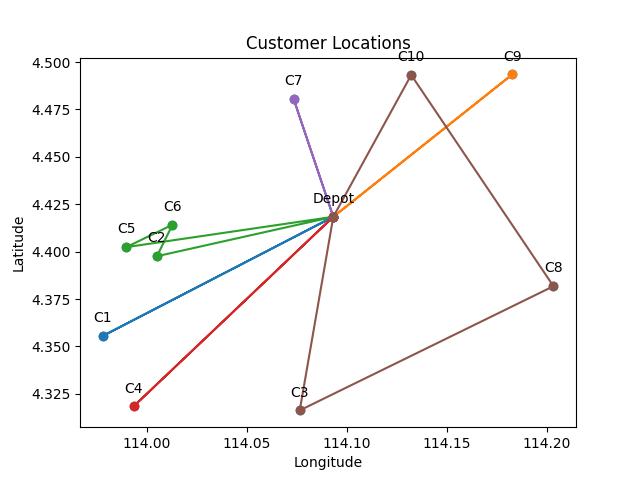 Customer Locations
C10
C9
C7
C6
C5
C2
Depot
C8
C1
C4
C3
4.500
4.475
4.450
4.425
4.400
4.375
4.350
4.325
Latitude
114.00
114.05
114.10
114.15
114.20
Longitude